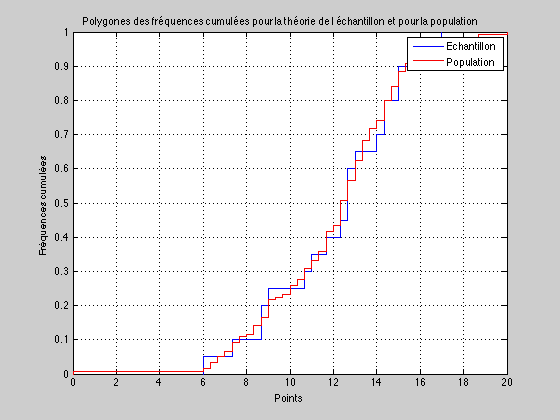 Polygones des fréquences cumulées pour la théorie de l échantillon et pour la population
1
0.9
0.8
0.7
0.6
0.5
0.4
0.3
0.2
0.1
0
Fréquences cumulées
Echantillon
Population
0 2 4 6 8 10 12 14 16 18 20
Points